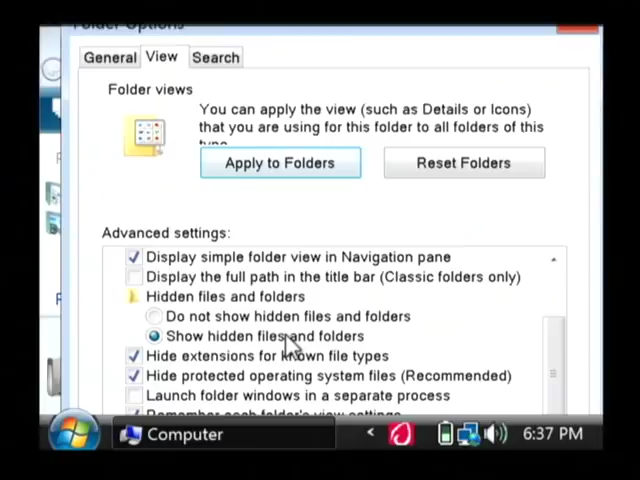 Folder Options
General View Search
Folder views
You can apply the view (such as Details or Icons)
that you are using for this folder to all folders of this
type.
Apply to Folders Reset Folders
Advanced settings:
Display simple folder view in Navigation pane
Display the full path in the title bar (Classic folders only)
Hidden files and folders
Do not show hidden files and folders
Show hidden files and folders
Hide extensions for known file types
Hide protected operating system files (Recommended)
Launch folder windows in a separate process
Remember each folder's view settings
Computer < 6:37 PM